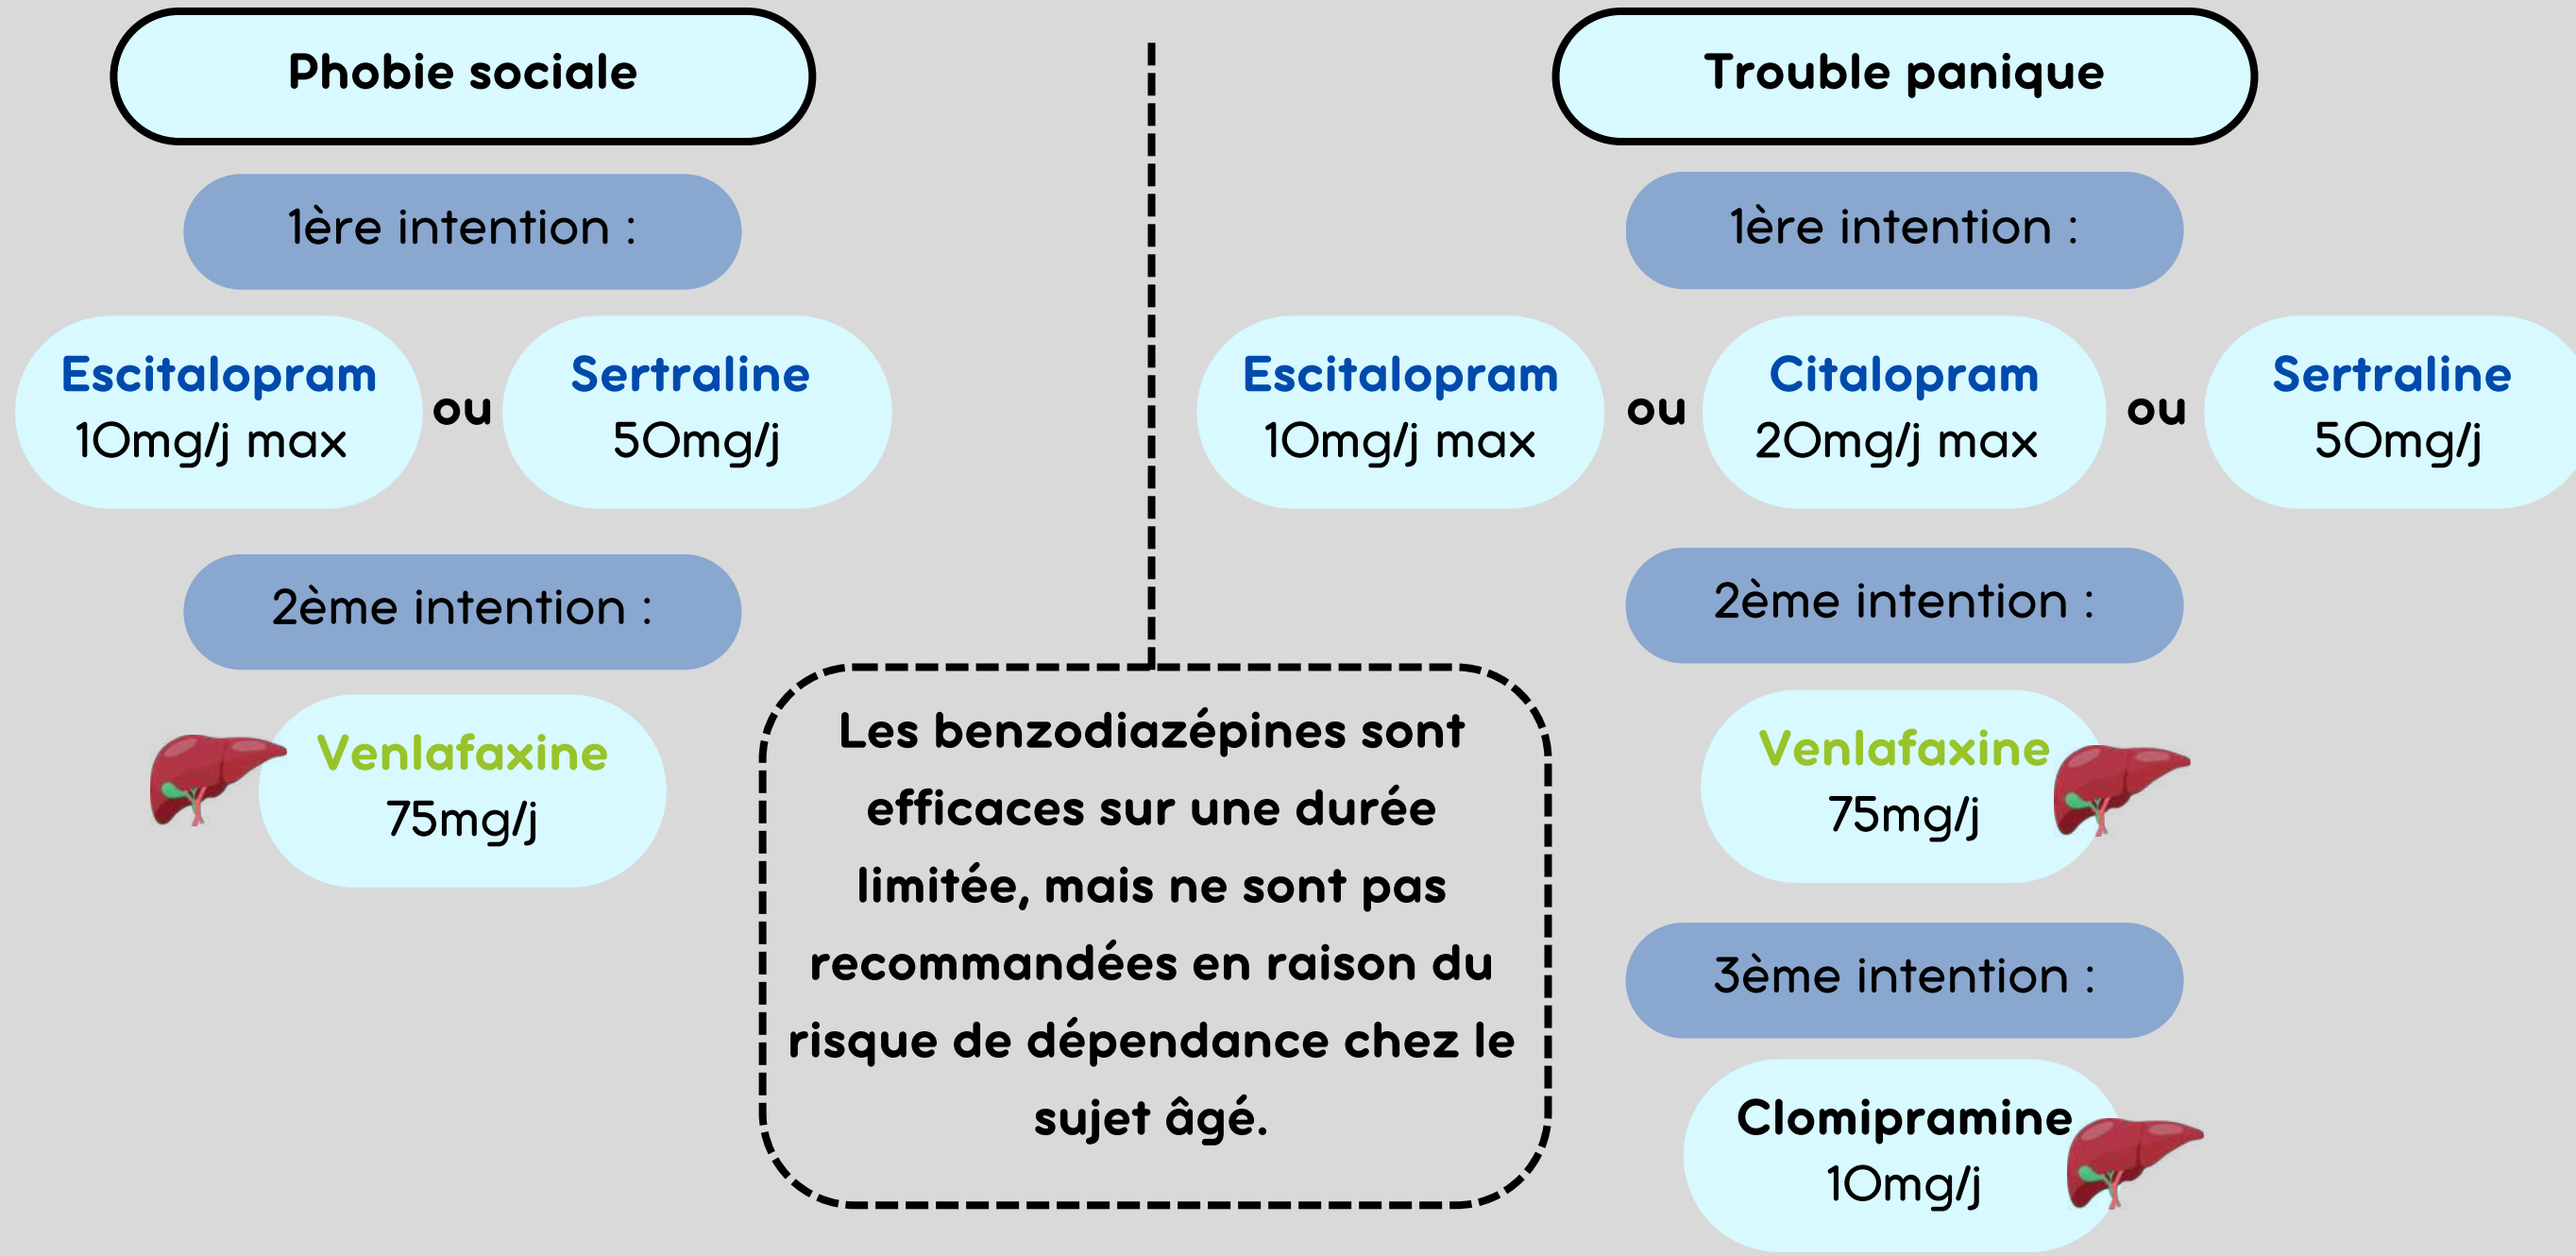 Phobie sociale
1ère intention :
Escitalopram
10mg/j max
ou
Sertraline
50mg/j
2ème intention :
Venlafaxine
75mg/j
Les benzodiazépines sont
efficaces sur une durée
limitée, mais ne sont pas
recommandées en raison du
risque de dépendance chez le
sujet âgé.
Trouble panique
1ère intention :
Escitalopram
10mg/j max
ou
Citalopram
20mg/j max
ou
Sertraline
50mg/j
2ème intention :
Venlafaxine
75mg/j
3ème intention :
Clomipramine
10mg/j